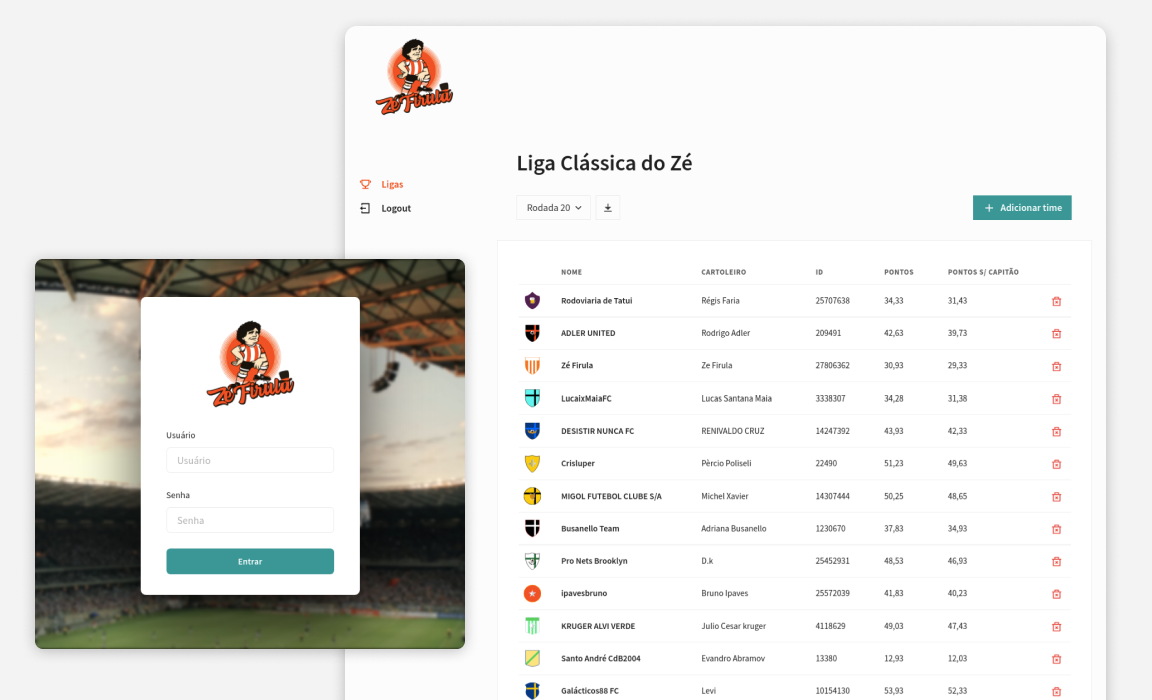 Zé Firula
Liga Clássica do Zé
Ligas
Logout
Rodada 20
Adicionar time
NOME CARTOLEIRO ID PONTOS PONTOS S/ CAPITÃO
Rodoviaria de Tatui Régis Faria 25707638 34,33 31,43
ADLER UNITED Rodrigo Adler 209491 42,63 39,73
Zé Firula Ze Firula 27806362 30,93 29,33
LucaixMaiaFC Lucas Santana Maia 3338307 34,28 31,38
DESISTIR NUNCA FC RENIVALDO CRUZ 14247392 43,93 42,33
Crisluper Pèrcio Poliseli 22490 51,23 49,63
MIGOL FUTEBOL CLUBE S/A Michel Xavier 14307444 50,25 48,65
Busanello Team Adriana Busanello 1230670 37,83 34,93
Pro Nets Brooklyn D.k 25452931 48,53 46,93
ipavesbruno Bruno Ipaves 25572039 41,83 40,23
KRUGER ALVI VERDE Julio Cesar kruger 4118629 49,03 47,43
Santo André CdB2004 Evandro Abramov 13380 12,93 12,03
Galácticos88 FC Levi 10154130 53,93 52,33
Zé Firula
Usuário
Usuário
Senha
Senha
Entrar